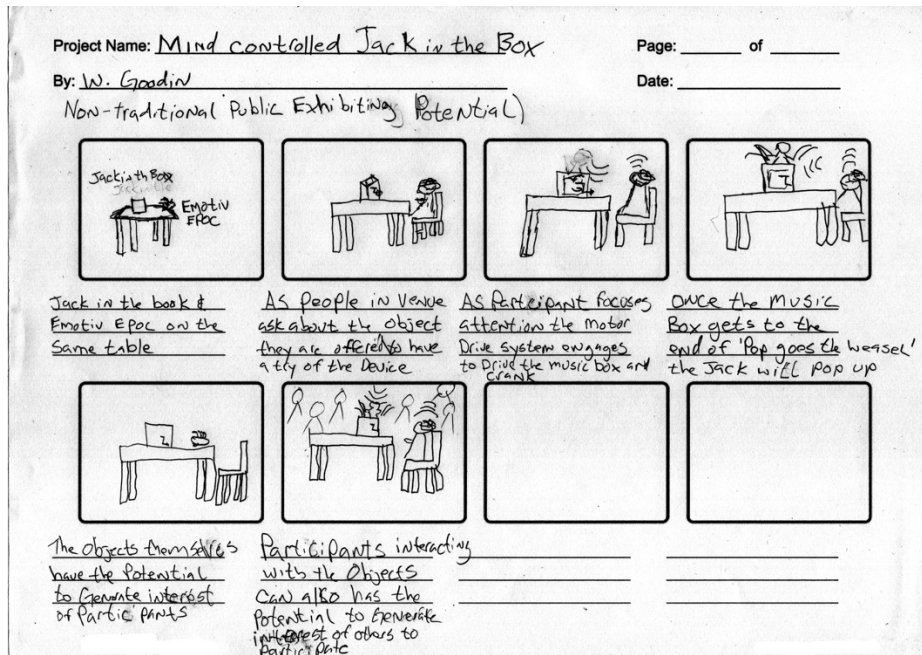 Project Name: Mind controlled Jack in the Box
Page: ______ of ______
By: W. Goodin
Date: ______
Non-Traditional Public Exhibiting Potential)
Jack in th Box
Emotiv
EPOC
Jack in the book &
Emotiv EPOC on the
Same table
As people in Venue
ask about the object
they are offered to have
a try of the Device
As Participant focuses
attention the motor
Drive system engages
to Drive the music box and
crank
Once the Music
Box gets to the
end of 'Pop goes the weasel'
the Jack will pop up
The Objects themselves
have the Potential
to Generate interest
of Participants
Participants interacting
with the Objects
can also has the
Potential to Generate
interest of others to
Participate